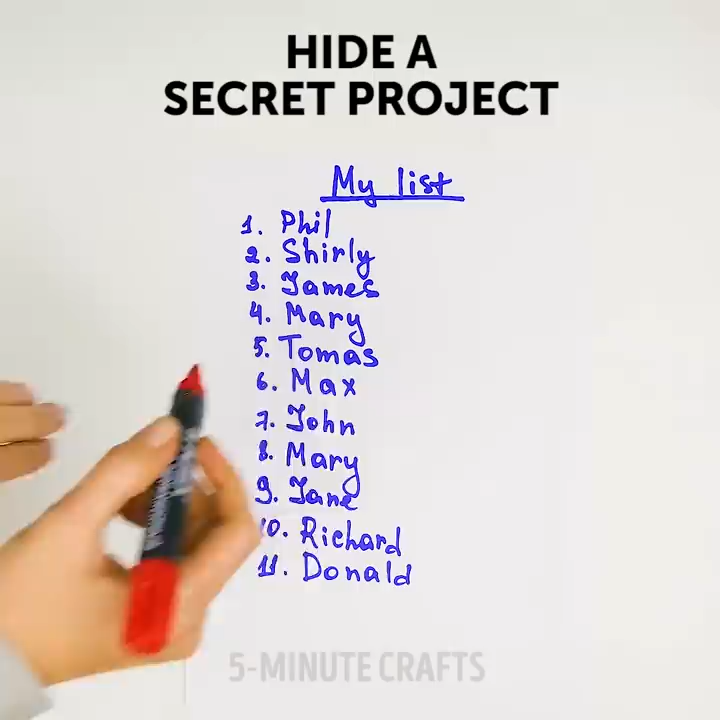 HIDE A
SECRET PROJECT
My list
1. Phil
2. Shirly
3. James
4. Mary
5. Tomas
6. Max
7. John
8. Mary
9. Jane
10. Richard
11. Donald
5-MINUTE CRAFTS